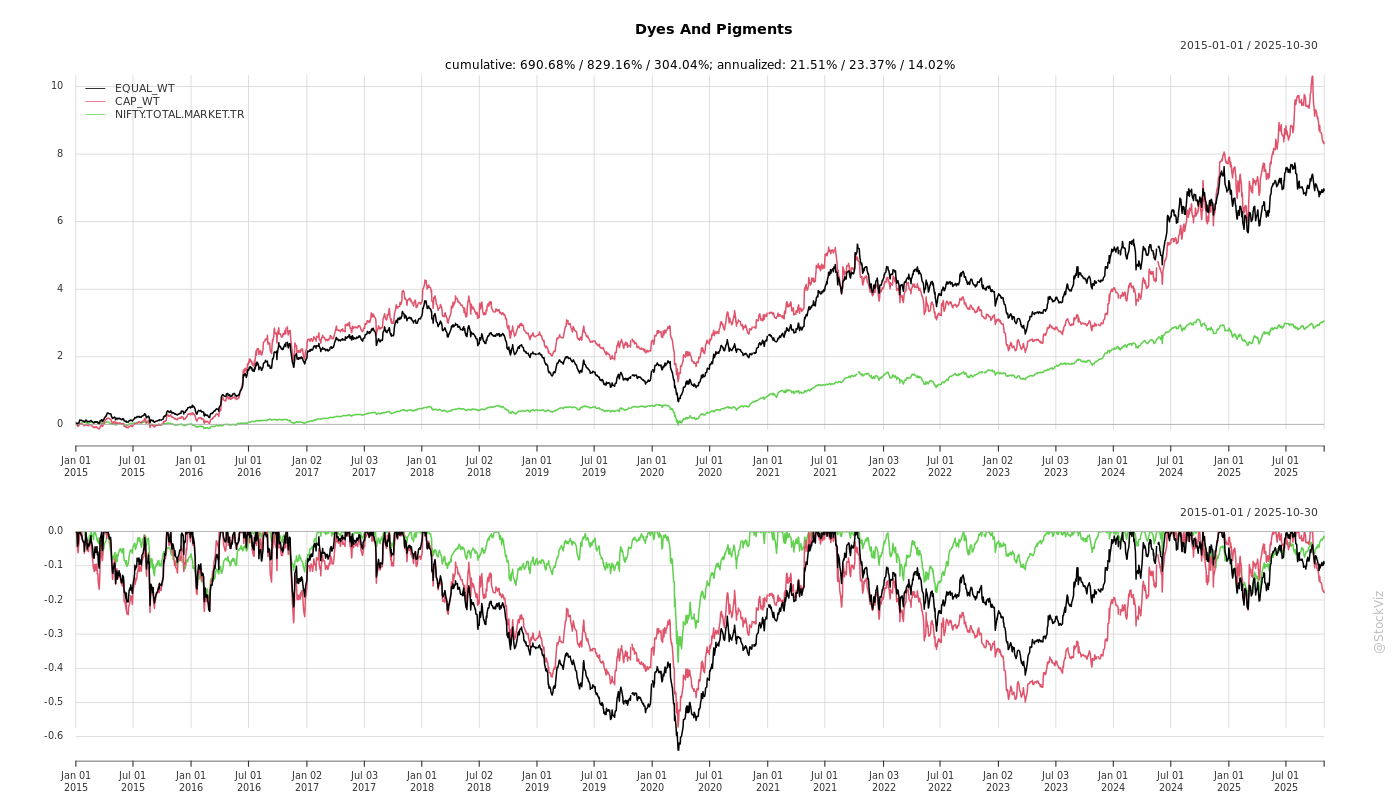 Dyes And Pigments
2015-01-01 / 2025-10-30
cumulative: 690.68% / 829.16% / 304.04%; annualized: 21.51% / 23.37% / 14.02%
EQUAL_WT
CAP_WT
NIFTY.TOTAL.MARKET.TR
10
8
6
4
2
0
Jan 01 Jul 01 Jan 01 Jul 01 Jan 02 Jul 03 Jan 01 Jul 02 Jan 01 Jul 01 Jan 01 Jul 01 Jan 01 Jul 01 Jan 03 Jul 01 Jan 02 Jul 03 Jan 01 Jul 01 Jan 01 Jul 01
2015 2015 2016 2016 2017 2017 2018 2018 2019 2019 2020 2020 2021 2021 2022 2022 2023 2023 2024 2024 2025 2025
2015-01-01 / 2025-10-30
0.0
-0.1
-0.2
-0.3
-0.4
-0.5
-0.6
Jan 01 Jul 01 Jan 01 Jul 01 Jan 02 Jul 03 Jan 01 Jul 02 Jan 01 Jul 01 Jan 01 Jul 01 Jan 01 Jul 01 Jan 03 Jul 01 Jan 02 Jul 03 Jan 01 Jul 01 Jan 01 Jul 01
2015 2015 2016 2016 2017 2017 2018 2018 2019 2019 2020 2020 2021 2021 2022 2022 2023 2023 2024 2024 2025 2025
@StockViz